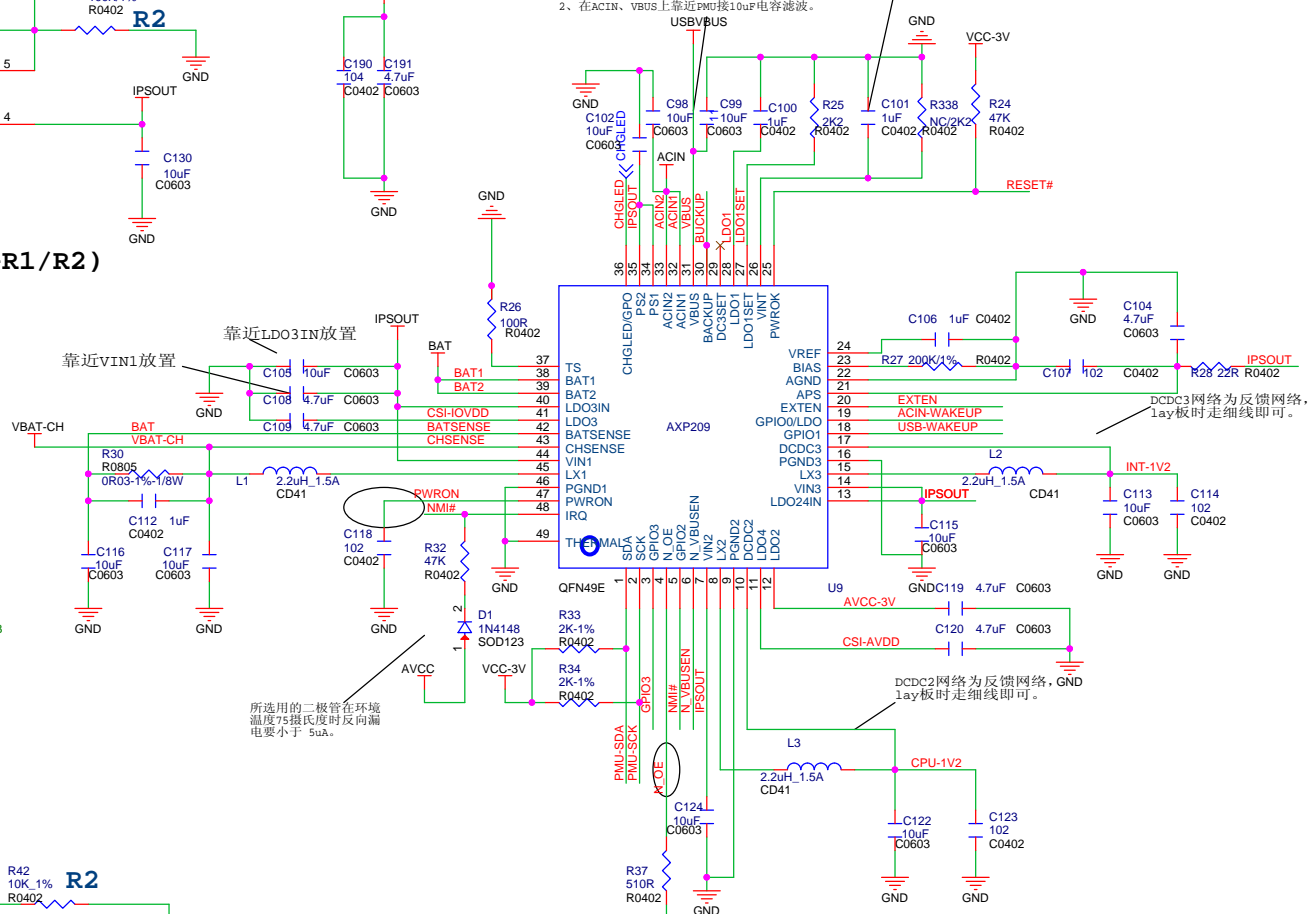 2、在ACIN、VBUS上靠近PMU接10uF电容滤波。
R0402
R2
GND
5
4
IPSOUT
C130
10uF
C0603
GND
C190
104
C0402
C191
4.7uF
C0603
GND
R1/R2)
USBVBUS
GND
VCC-3V
GND
C102
10uF
C0603
CHGLED
C98
10uF
C0603
C99
10uF
C0603
C100
1uF
C0402
R25
2K2
R0402
C101
1uF
C0402
R338
NC/2K2
R0402
R24
47K
R0402
ACIN
RESET#
CHGLED
IPSOUT
ACIN2
ACIN1
VBUS
BUCKUP
LDO1
LDO1SET
36
35
34
33
32
31
30
29
28
27
26
25
CHGLED/GPO
PS2
PS1
ACIN2
ACIN1
VBUS
BACKUP
DC3SET
LDO1
LDO1SET
VINT
PWROK
GND
R26
100R
R0402
靠近LDO3IN放置
IPSOUT
靠近VIN1放置
BAT
C105 10uF C0603
C108 4.7uF C0603
C109 4.7uF C0603
GND
BAT1
BAT2
CSI-IOVDD
BATSENSE
CHSENSE
VBAT-CH
BAT
VBAT-CH
R30
R0805
0R03-1%-1/8W
L1
2.2uH_1.5A
CD41
C112 1uF
C0402
C116
10uF
C0603
C117
10uF
C0603
GND
GND
PWRON
NMI#
C118
102
C0402
GND
R32
47K
R0402
GND
37 TS
38 BAT1
39 BAT2
40 LDO3IN
41 LDO3
42 BATSENSE
43 CHSENSE
44 VIN1
45 LX1
46 PGND1
47 PWRON
48 IRQ
49 THERMAL
AXP209
VREF 24
BIAS 23
AGND 22
APS 21
EXTEN 20
GPIO0/LDO 19
GPIO1 18
DCDC3 17
PGND3 16
LX3 15
VIN3 14
LDO24IN 13
SDA
SCK
GPIO3
N_OE
GPIO2
N_VBUSEN
VIN2
LX2
PGND2
DCDC2
LDO4
LDO2
1
2
3
4
5
6
7
8
9
10
11
12
QFN49E
U9
C106 1uF C0402
R27 200K/1% R0402
C107 102 C0402
GND
C104
4.7uF
C0603
R28 22R R0402
IPSOUT
EXTEN
ACIN-WAKEUP
USB-WAKEUP
DCDC3网络为反馈网络,
lay板时走细线即可。
L2
2.2uH_1.5A
CD41
INT-1V2
IPSOUT
C113
10uF
C0603
C114
102
C0402
C115
10uF
C0603
GND
GND
GND
AVCC-3V
C119 4.7uF C0603
CSI-AVDD
C120 4.7uF C0603
GND
D1
1N4148
SOD123
2
1
AVCC
VCC-3V
R33
2K-1%
R0402
R34
2K-1%
R0402
所选用的二极管在环境
温度75摄氏度时反向漏
电要小于 5uA。
PMU-SDA
PMU-SCK
GPIO3
N_OE
NMI#
N_VBUSEN
IPSOUT
DCDC2网络为反馈网络,
lay板时走细线即可。
L3
2.2uH_1.5A
CD41
CPU-1V2
C124
10uF
C0603
C122
10uF
C0603
C123
102
C0402
GND
GND
R37
510R
R0402
GND
R42
10K_1%
R0402
R2